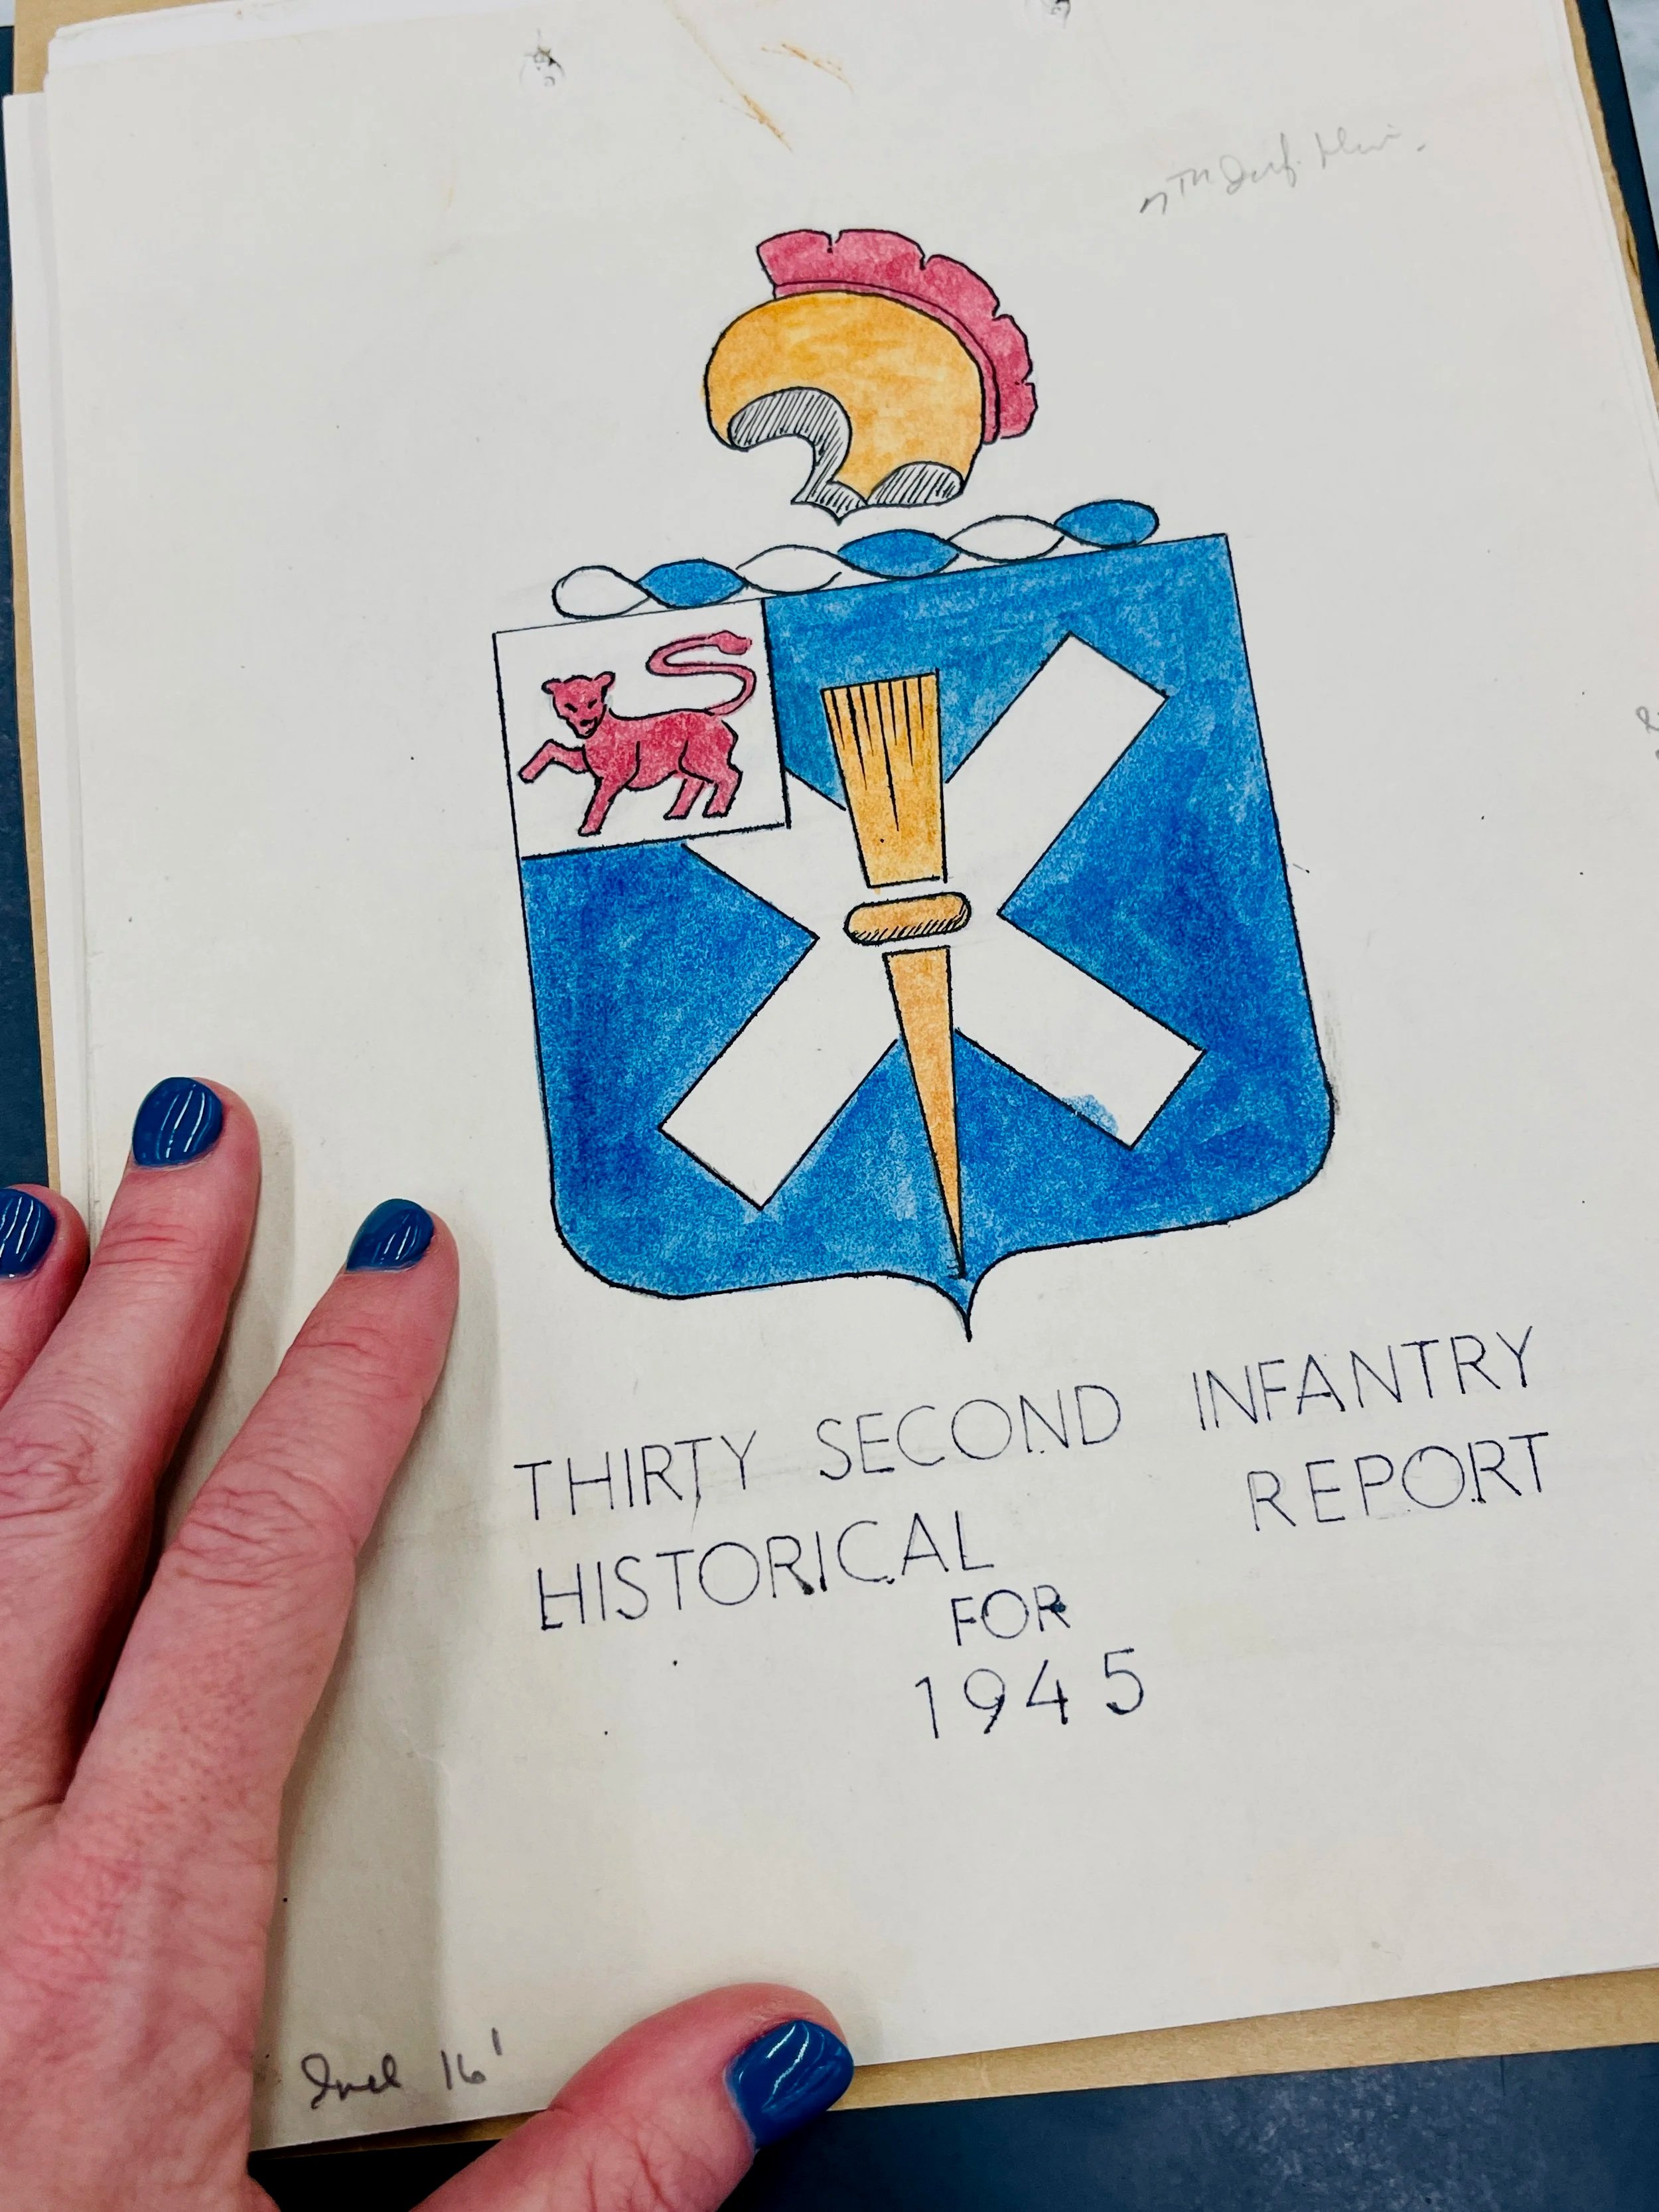 7TH Inf. Div.
THIRTY SECOND INFANTRY
HISTORICAL REPORT
FOR
1945
Incl 16'